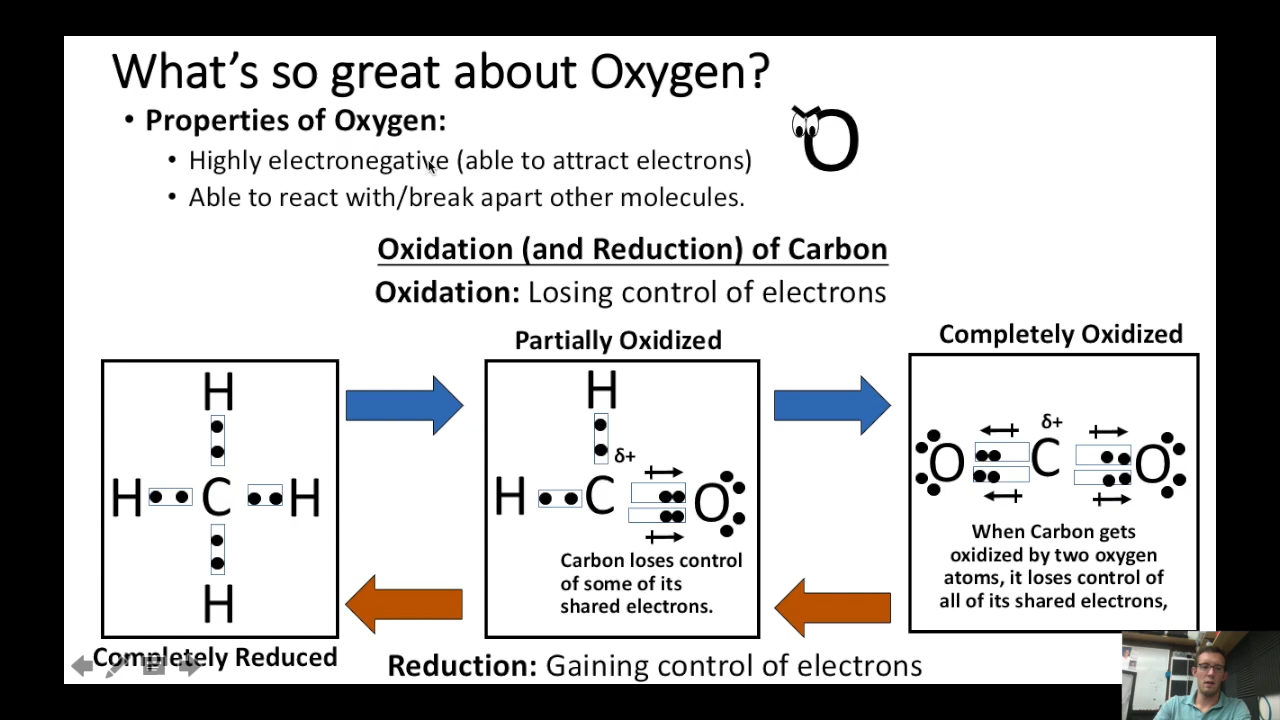 What's so great about Oxygen?
• Properties of Oxygen:
• Highly electronegative (able to attract electrons)
• Able to react with/break apart other molecules.
O
Oxidation (and Reduction) of Carbon
Oxidation: Losing control of electrons
Partially Oxidized
Completely Oxidized
H
H C H
H
H
δ+
H C O
Carbon loses control
of some of its
shared electrons.
δ+
O C O
When Carbon gets
oxidized by two oxygen
atoms, it loses control of
all of its shared electrons,
Completely Reduced
Reduction: Gaining control of electrons